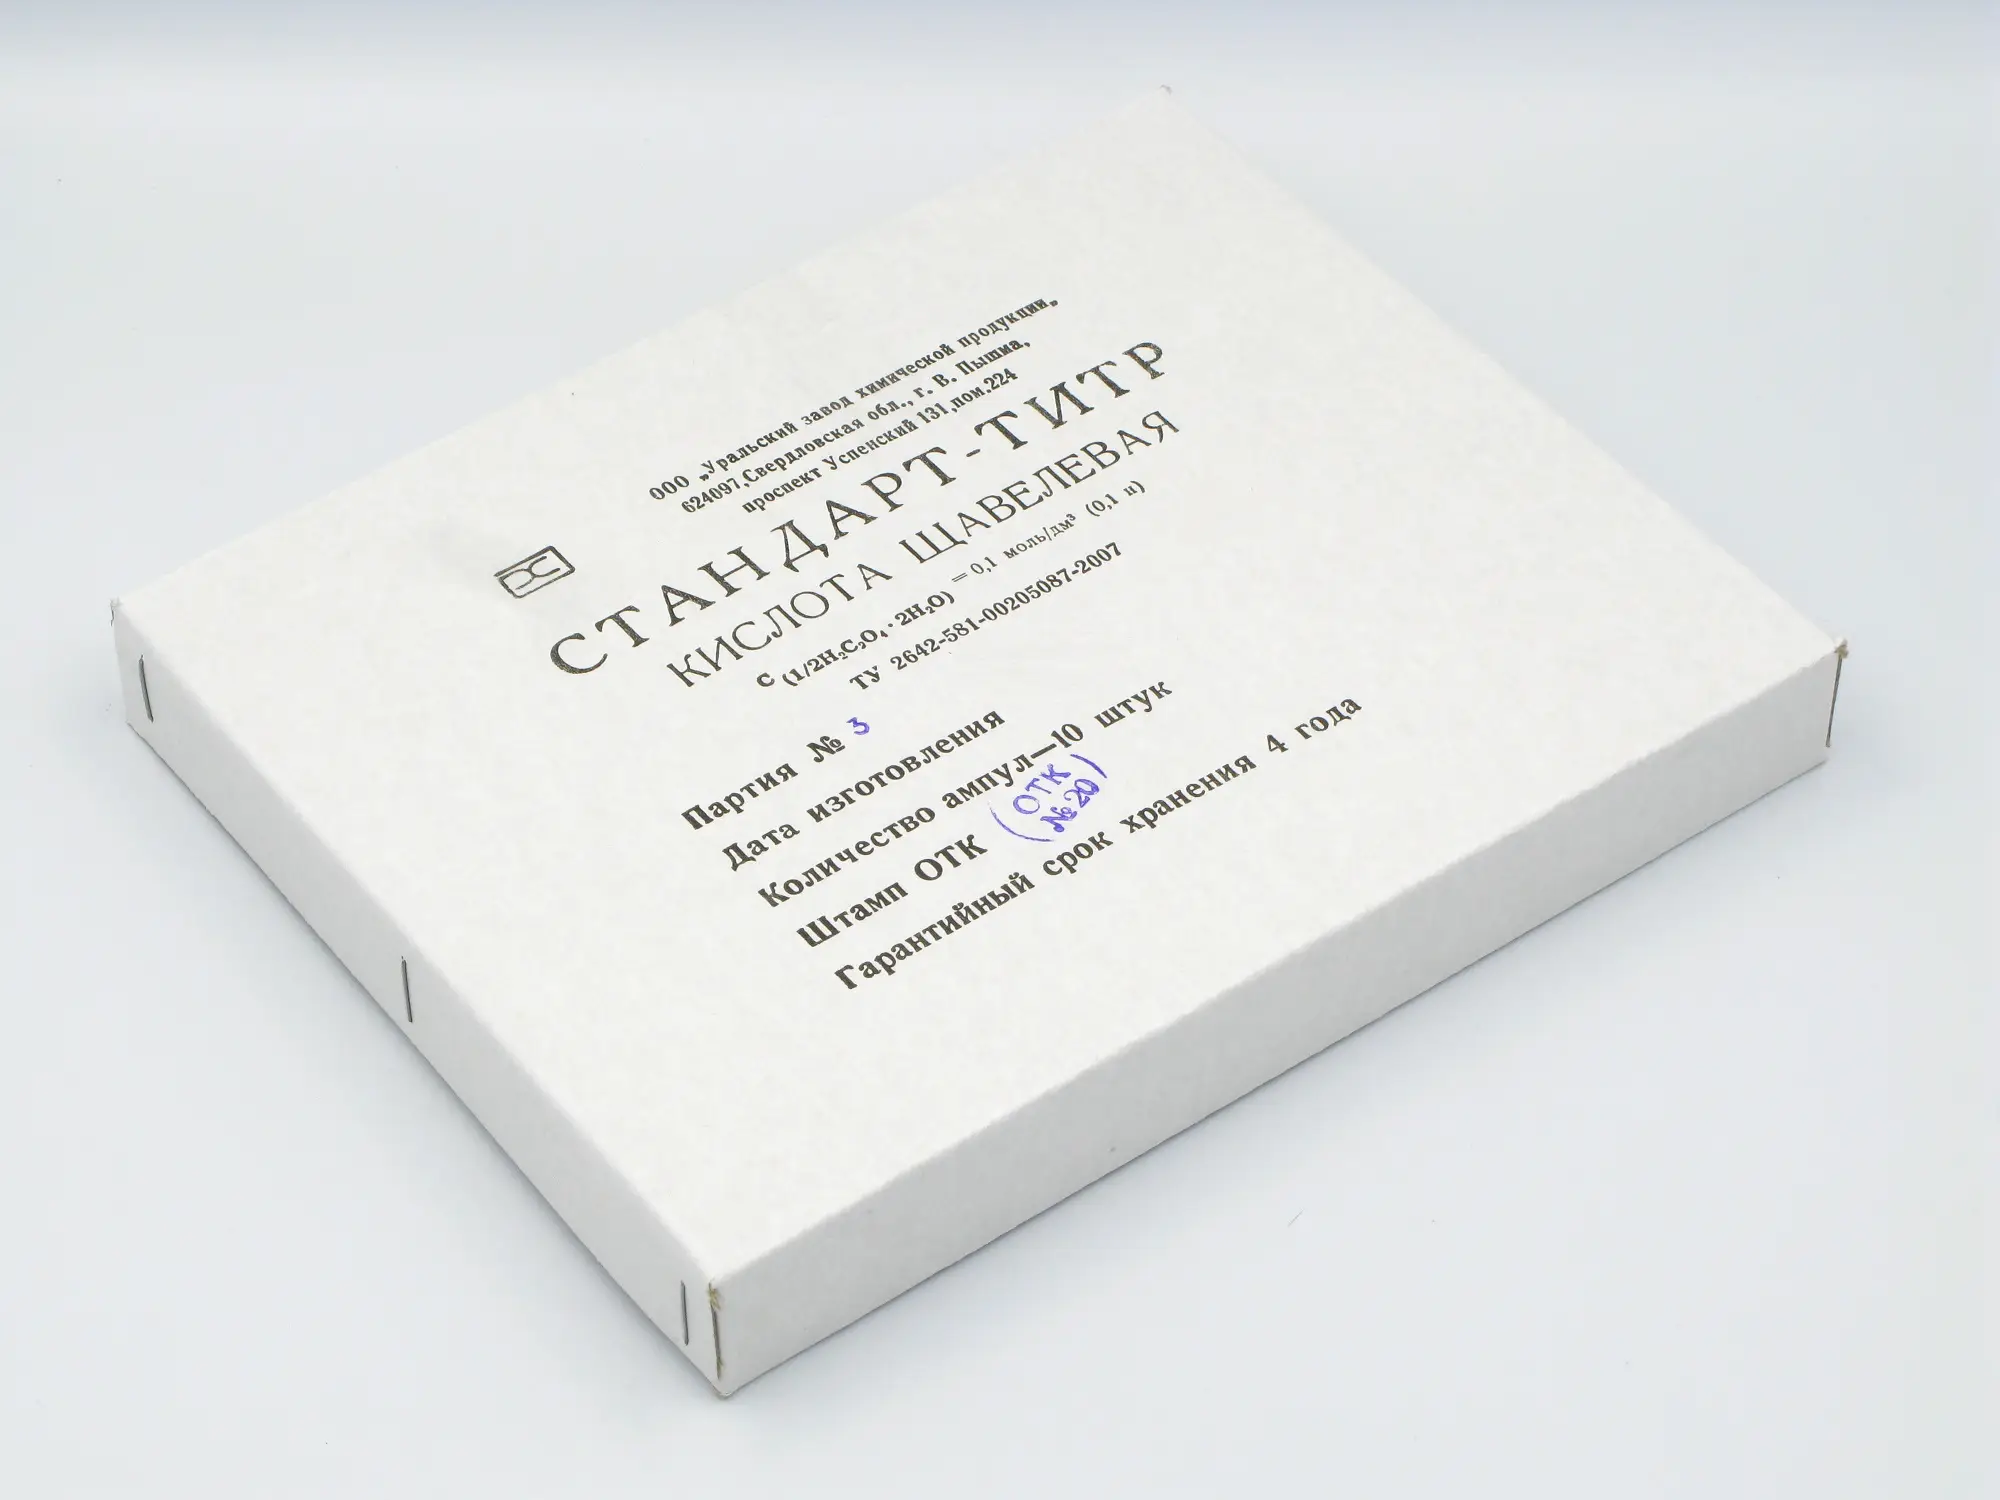 ООО „Уральский завод химической продукции„
624097,Свердловская обл., г. В. Пышма,
проспект Успенский 131,пом.224
СТАНДАРТ-ТИТР
КИСЛОТА ЩАВЕЛЕВАЯ
С (1/2H₂C₂O₄ · 2H₂O) = 0,1 моль/дм³ (0,1 н)
ТУ 2642-581-00205087-2007
Партия № 3
Дата изготовления
Количество ампул—10 штук
Штамп ОТК
ОТК
№ 20
Гарантийный срок хранения 4 года